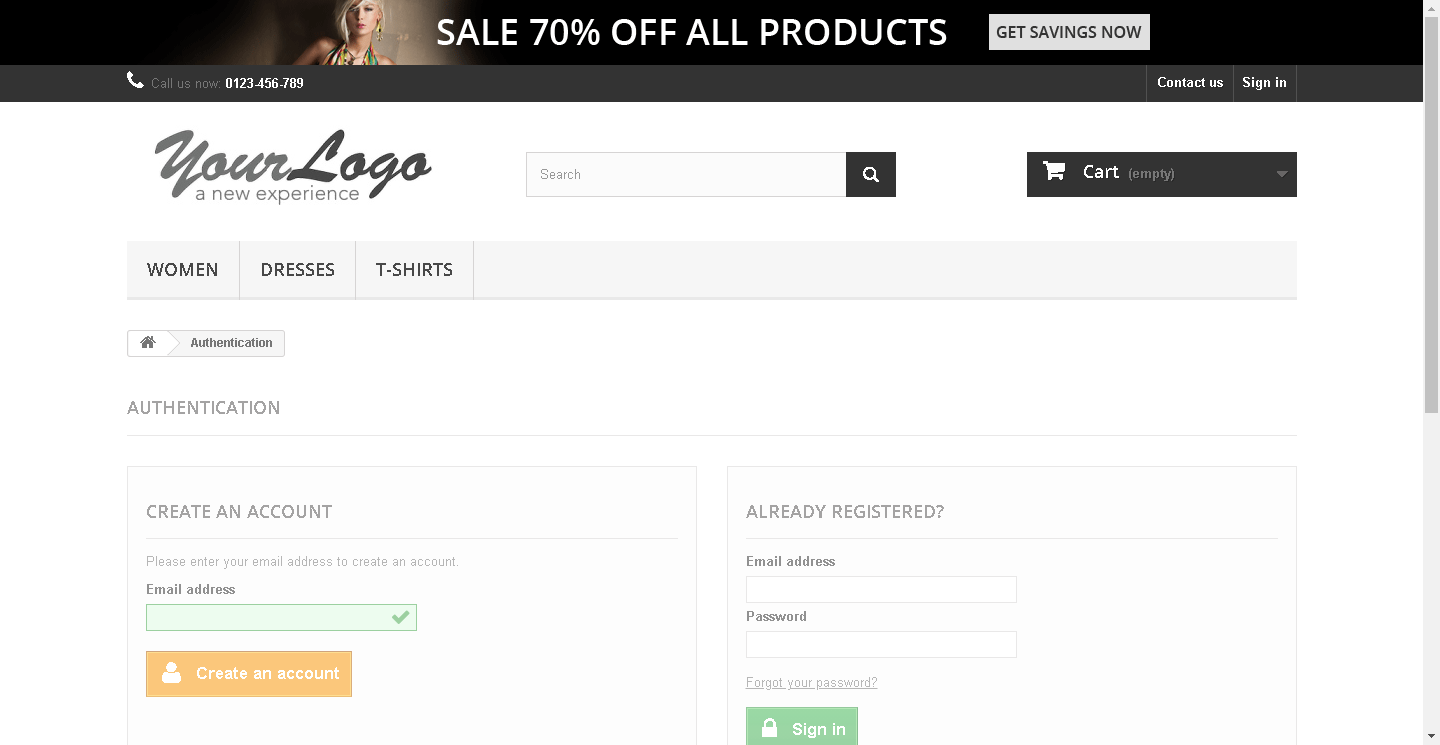 SALE 70% OFF ALL PRODUCTS GET SAVINGS NOW
Call us now: 0123-456-789 Contact us Sign in
YourLogo
a new experience
Search
Cart (empty)
WOMEN DRESSES T-SHIRTS
Authentication
AUTHENTICATION
CREATE AN ACCOUNT
Please enter your email address to create an account.
Email address
Create an account
ALREADY REGISTERED?
Email address
Password
Forgot your password?
Sign in